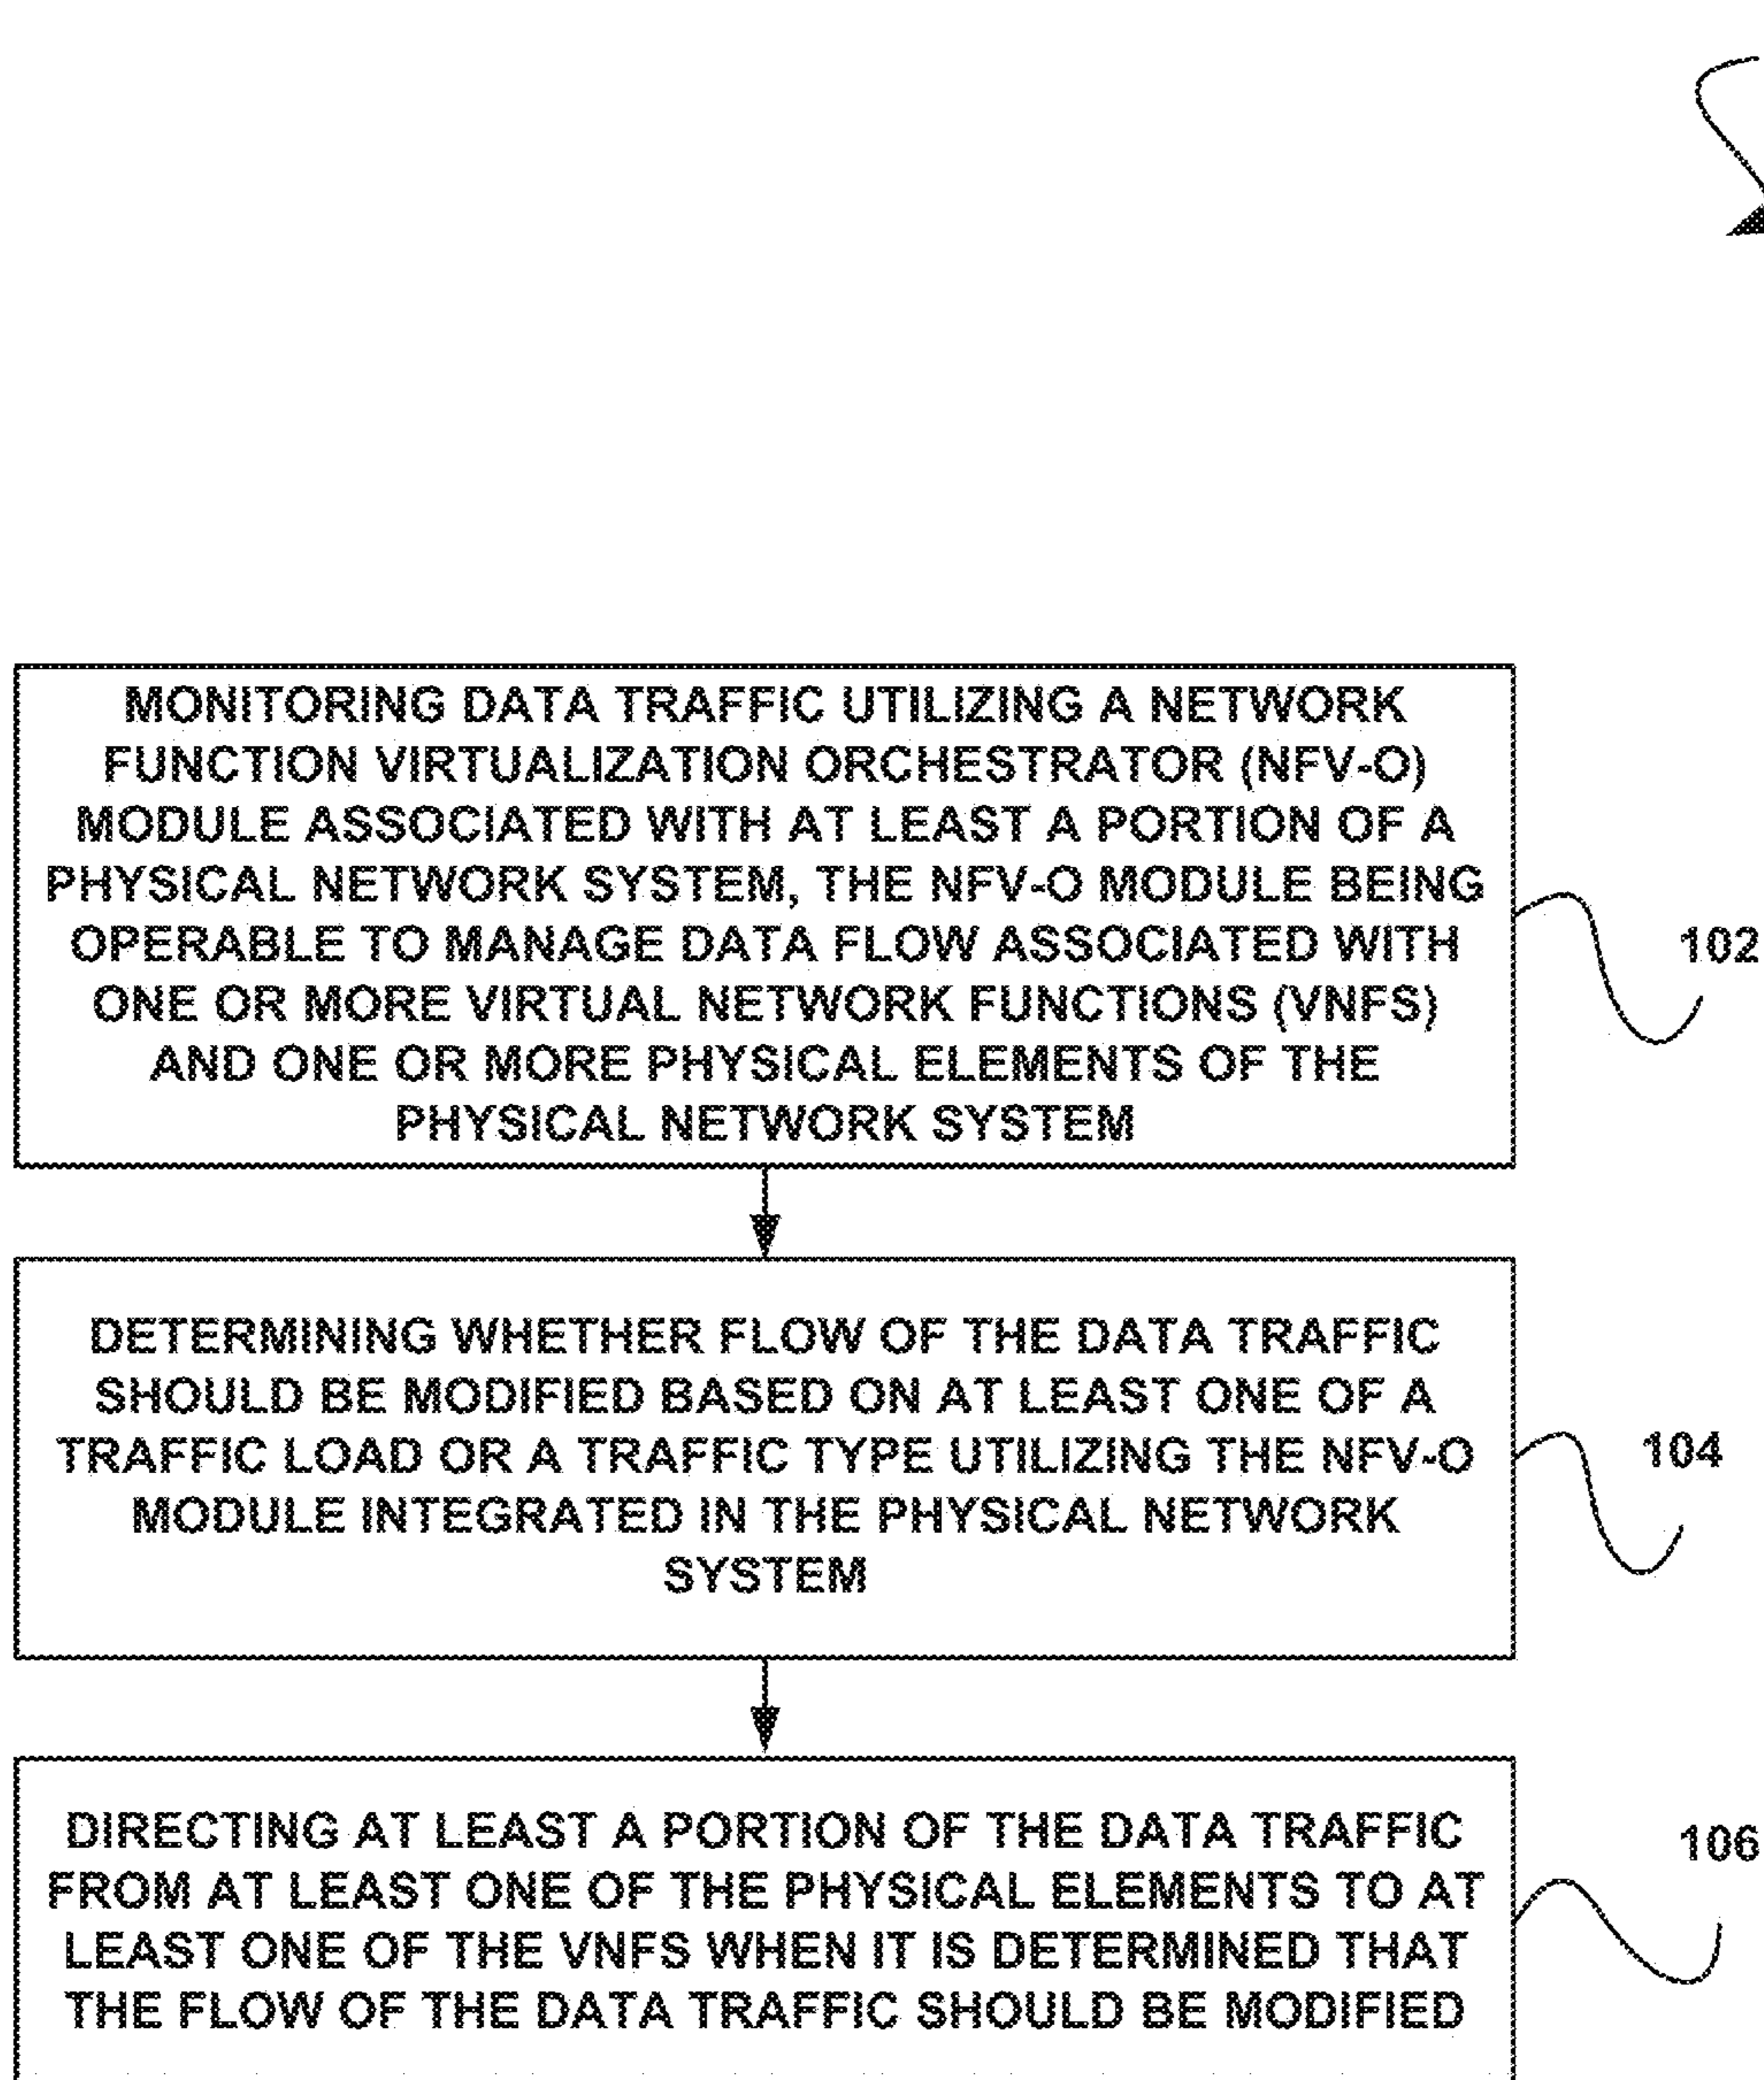 MONITORING DATA TRAFFIC UTILIZING A NETWORK
FUNCTION VIRTUALIZATION ORCHESTRATOR (NFV-O)
MODULE ASSOCIATED WITH AT LEAST A PORTION OF A
PHYSICAL NETWORK SYSTEM, THE NFV-O MODULE BEING
OPERABLE TO MANAGE DATA FLOW ASSOCIATED WITH
ONE OR MORE VIRTUAL NETWORK FUNCTIONS (VNFS)
AND ONE OR MORE PHYSICAL ELEMENTS OF THE
PHYSICAL NETWORK SYSTEM
102
DETERMINING WHETHER FLOW OF THE DATA TRAFFIC
SHOULD BE MODIFIED BASED ON AT LEAST ONE OF A
TRAFFIC LOAD OR A TRAFFIC TYPE UTILIZING THE NFV-O
MODULE INTEGRATED IN THE PHYSICAL NETWORK
SYSTEM
104
DIRECTING AT LEAST A PORTION OF THE DATA TRAFFIC
FROM AT LEAST ONE OF THE PHYSICAL ELEMENTS TO AT
LEAST ONE OF THE VNFS WHEN IT IS DETERMINED THAT
THE FLOW OF THE DATA TRAFFIC SHOULD BE MODIFIED
106